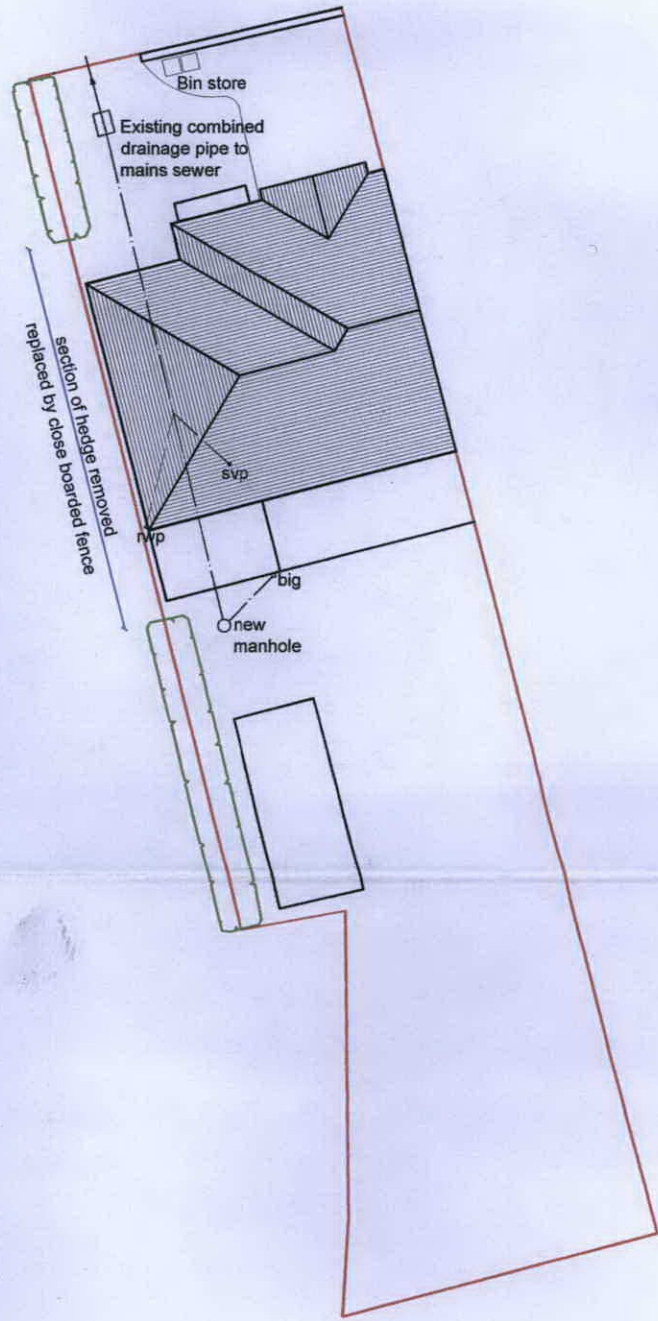 Bin store
Existing combined
drainage pipe to
mains sewer
section of hedge removed
replaced by close boarded fence
svp
rwp
big
new
manhole